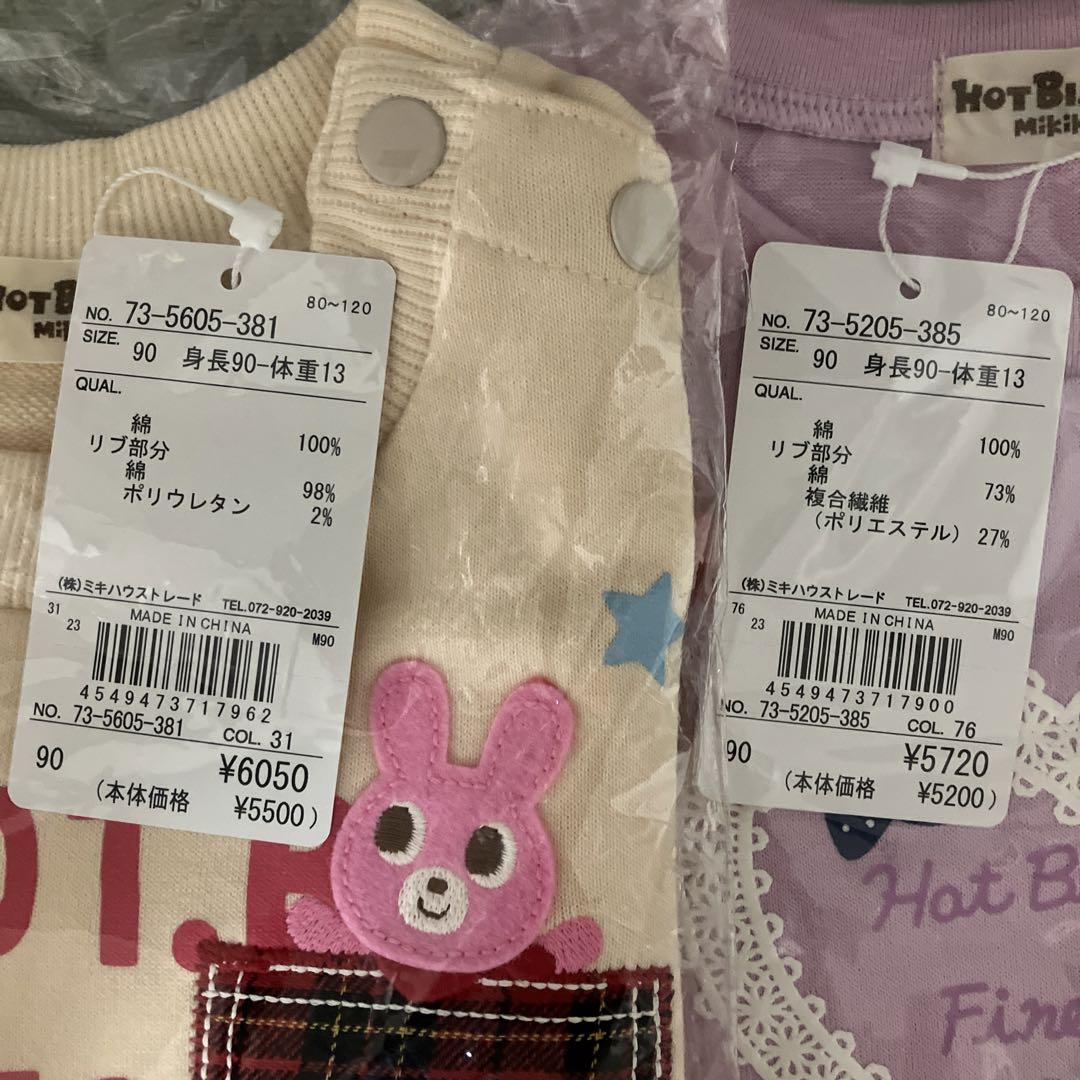 HOT B
Mi
NO. 73-5605-381
80~120
SIZE. 90 身長90-体重13
QUAL.
綿 100%
リブ部分
綿 98%
ポリウレタン 2%
(株)ミキハウストレード TEL.072-920-2039
31 MADE IN CHINA
23 M90
4549473717962
NO. 73-5605-381 COL. 31
90 ¥6050
(本体価格 ¥5500)
HOT B
Mikih
NO. 73-5205-385
80~120
SIZE. 90 身長90-体重13
QUAL.
綿 100%
リブ部分
綿 73%
複合繊維
(ポリエステル) 27%
(株)ミキハウストレード TEL.072-920-2039
76 MADE IN CHINA
23 M90
4549473717900
NO. 73-5205-385 COL. 76
90 ¥5720
(本体価格 ¥5200)
Hot B
Fine